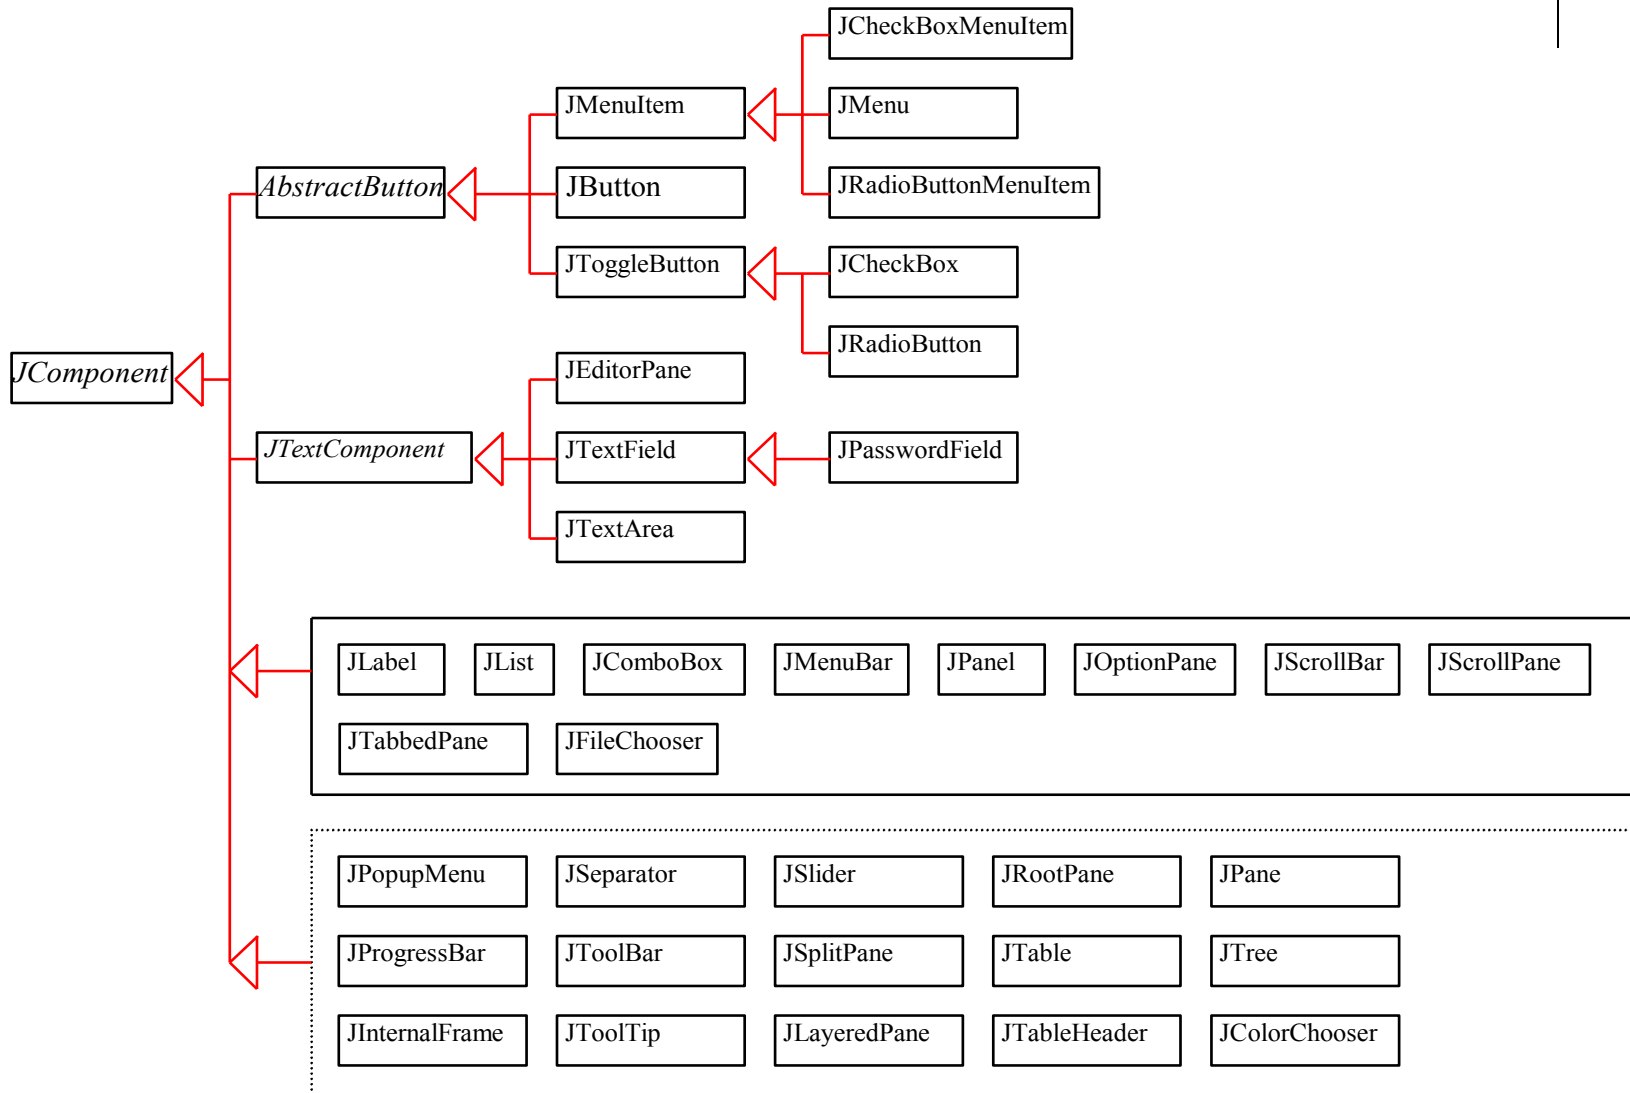 JCheckBoxMenuItem
JMenuItem
JMenu
AbstractButton
JButton
JRadioButtonMenuItem
JToggleButton
JCheckBox
JRadioButton
JComponent
JEditorPane
JTextComponent
JTextField
JPasswordField
JTextArea
JLabel JList JComboBox JMenuBar JPanel JOptionPane JScrollBar JScrollPane
JTabbedPane JFileChooser
JPopupMenu JSeparator JSlider JRootPane JPane
JProgressBar JToolBar JSplitPane JTable JTree
JInternalFrame JToolTip JLayeredPane JTableHeader JColorChooser